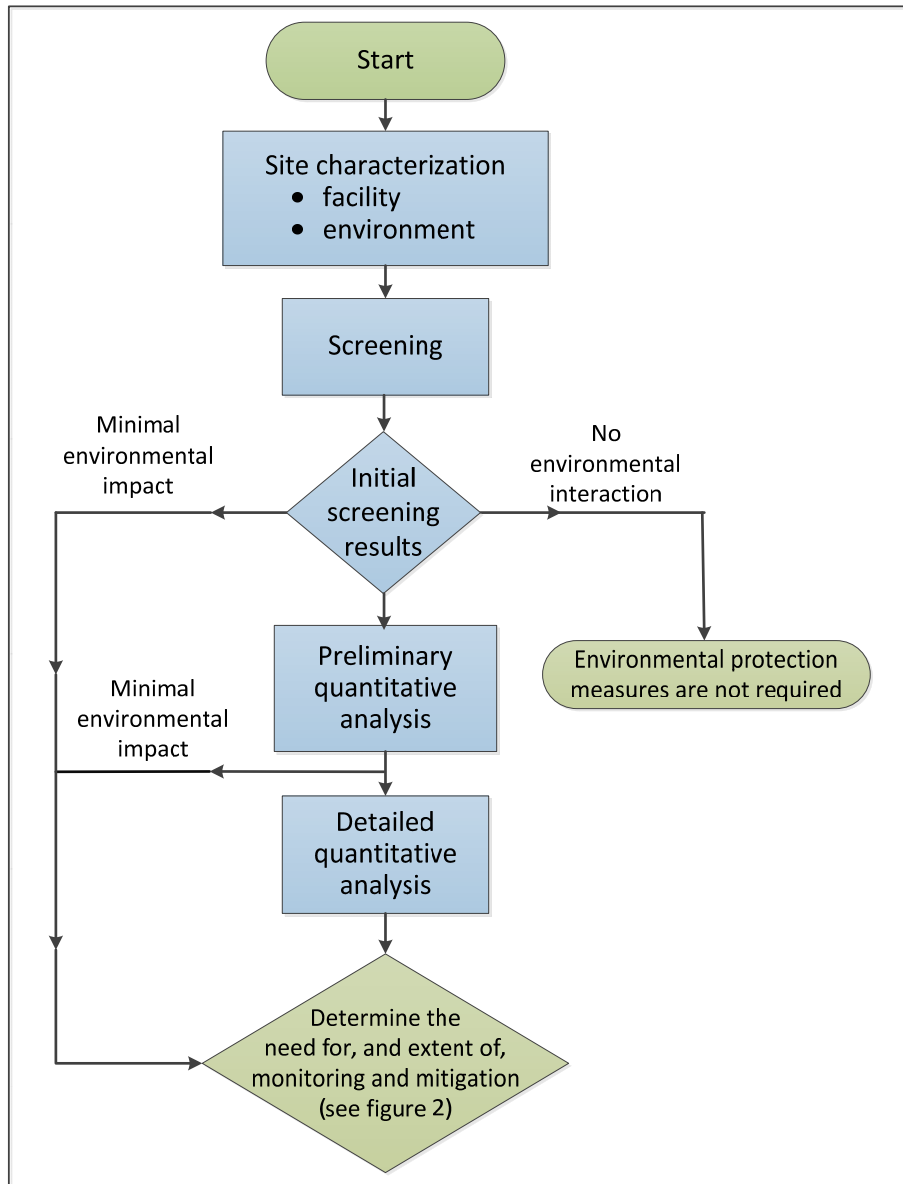 Start
Site characterization
• facility
• environment
Screening
Minimal
environmental
impact
No
environmental
interaction
Initial
screening
results
Preliminary
quantitative
analysis
Environmental protection
measures are not required
Minimal
environmental
impact
Detailed
quantitative
analysis
Determine the
need for, and extent of,
monitoring and mitigation
(see figure 2)